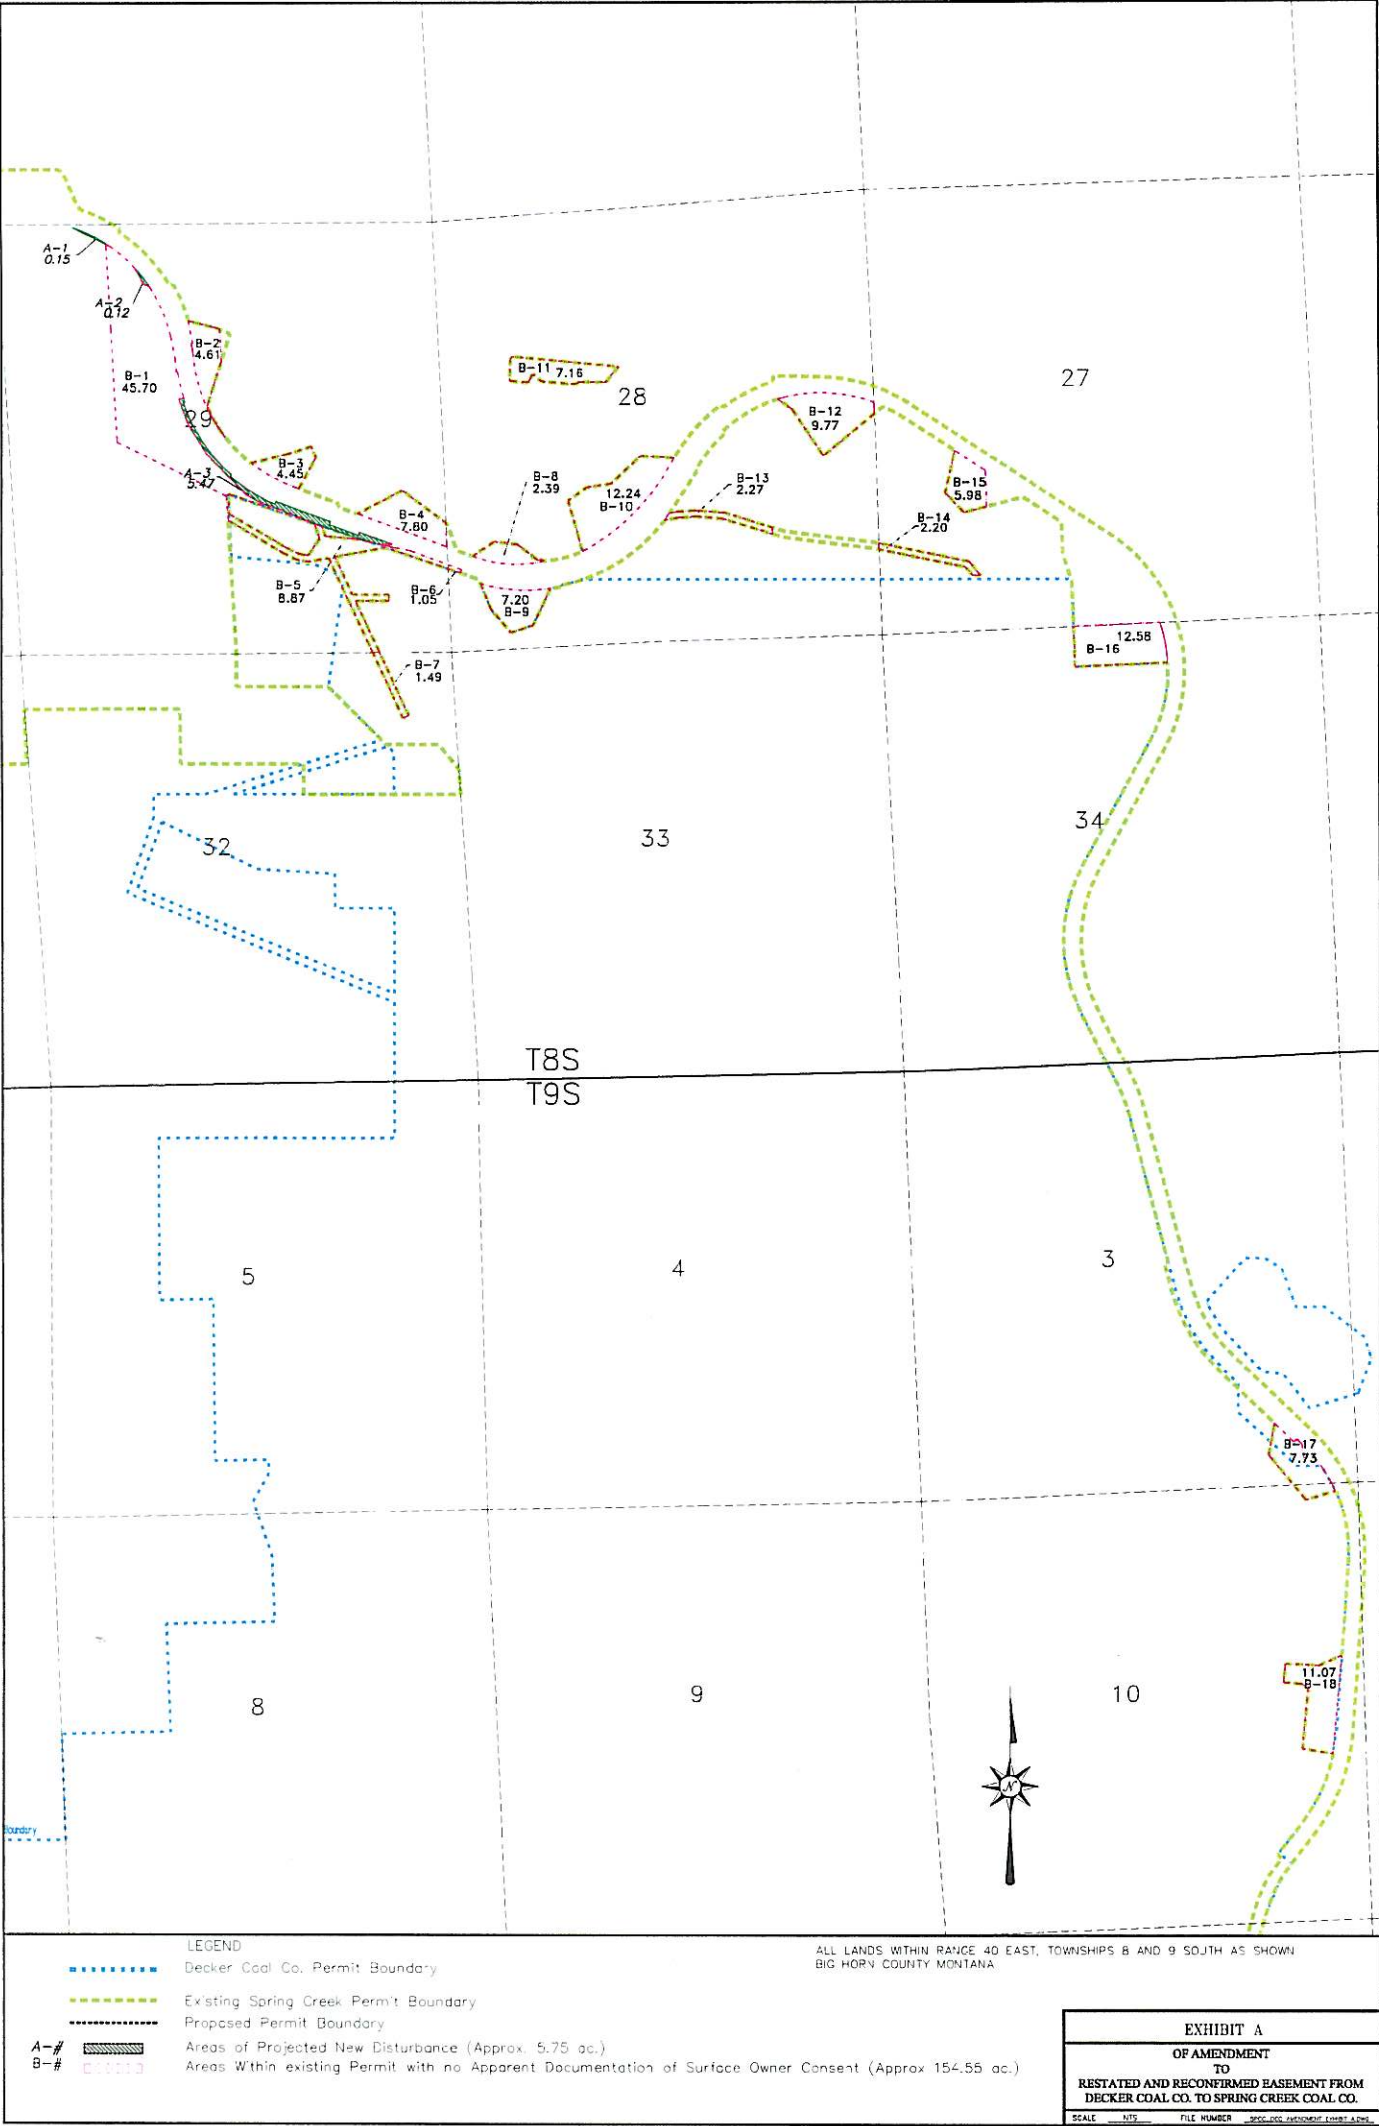 A-1
0.15
A-2
0.12
B-2
4.61
B-1
45.70
29
B-11 7.16
28
27
B-12
9.77
A-3
5.47
B-3
4.45
B-4
7.80
B-8
2.39
12.24
B-10
B-13
2.27
B-15
5.98
B-14
2.20
B-5
8.87
B-6
1.05
7.20
B-9
B-7
1.49
12.58
B-16
32
33
34
T8S
T9S
5
4
3
B-17
7.73
8
9
10
11.07
B-18
N
Boundary
LEGEND
Decker Coal Co. Permit Boundary
Existing Spring Creek Permit Boundary
Proposed Permit Boundary
A-# Areas of Projected New Disturbance (Approx. 5.75 ac.)
B-# Areas Within existing Permit with no Apparent Documentation of Surface Owner Consent (Approx 154.55 ac.)
ALL LANDS WITHIN RANGE 40 EAST, TOWNSHIPS 8 AND 9 SOUTH AS SHOWN
BIG HORN COUNTY MONTANA
EXHIBIT A
OF AMENDMENT
TO
RESTATED AND RECONFIRMED EASEMENT FROM
DECKER COAL CO. TO SPRING CREEK COAL CO.
SCALE NTS FILE NUMBER